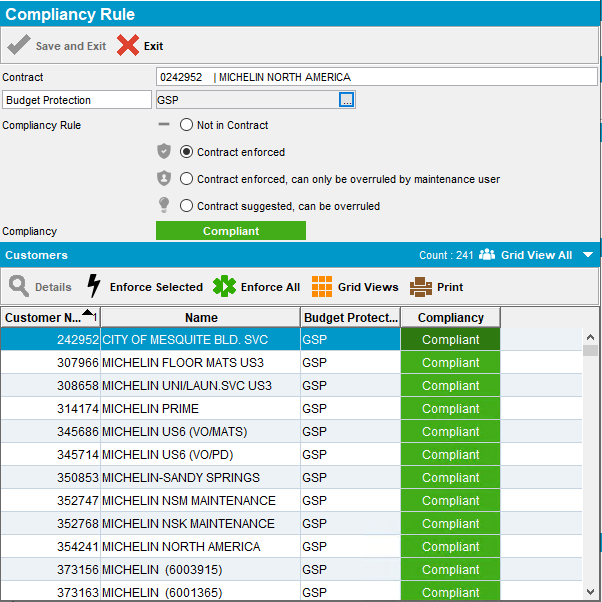 Compliancy Rule
Save and Exit Exit
Contract 0242952 | MICHELIN NORTH AMERICA
Budget Protection GSP ...
Compliancy Rule Not in Contract
Contract enforced
Contract enforced, can only be overruled by maintenance user
Contract suggested, can be overruled
Compliancy Compliant
Customers Count : 241 Grid View All
Details Enforce Selected Enforce All Grid Views Print
Customer N... 1 Name Budget Protect... Compliancy
242952 CITY OF MESQUITE BLD. SVC GSP Compliant
307966 MICHELIN FLOOR MATS US3 GSP Compliant
308658 MICHELIN UNI/LAUN.SVC US3 GSP Compliant
314174 MICHELIN PRIME GSP Compliant
345686 MICHELIN US6 (VO/MATS) GSP Compliant
345714 MICHELIN US6 (VO/PD) GSP Compliant
350853 MICHELIN-SANDY SPRINGS GSP Compliant
352747 MICHELIN NSM MAINTENANCE GSP Compliant
352768 MICHELIN NSK MAINTENANCE GSP Compliant
354241 MICHELIN NORTH AMERICA GSP Compliant
373156 MICHELIN (6003915) GSP Compliant
373163 MICHELIN (6001365) GSP Compliant